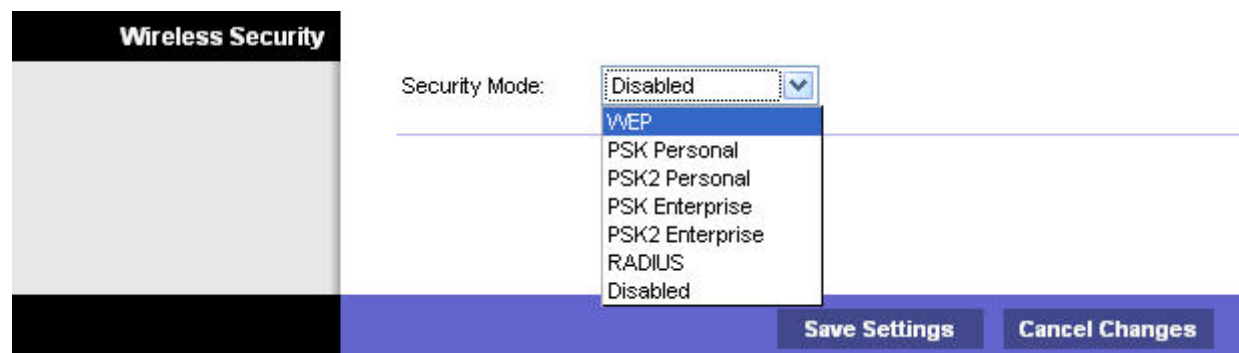 Wireless Security
Security Mode: Disabled
WEP
PSK Personal
PSK2 Personal
PSK Enterprise
PSK2 Enterprise
RADIUS
Disabled
Save Settings Cancel Changes